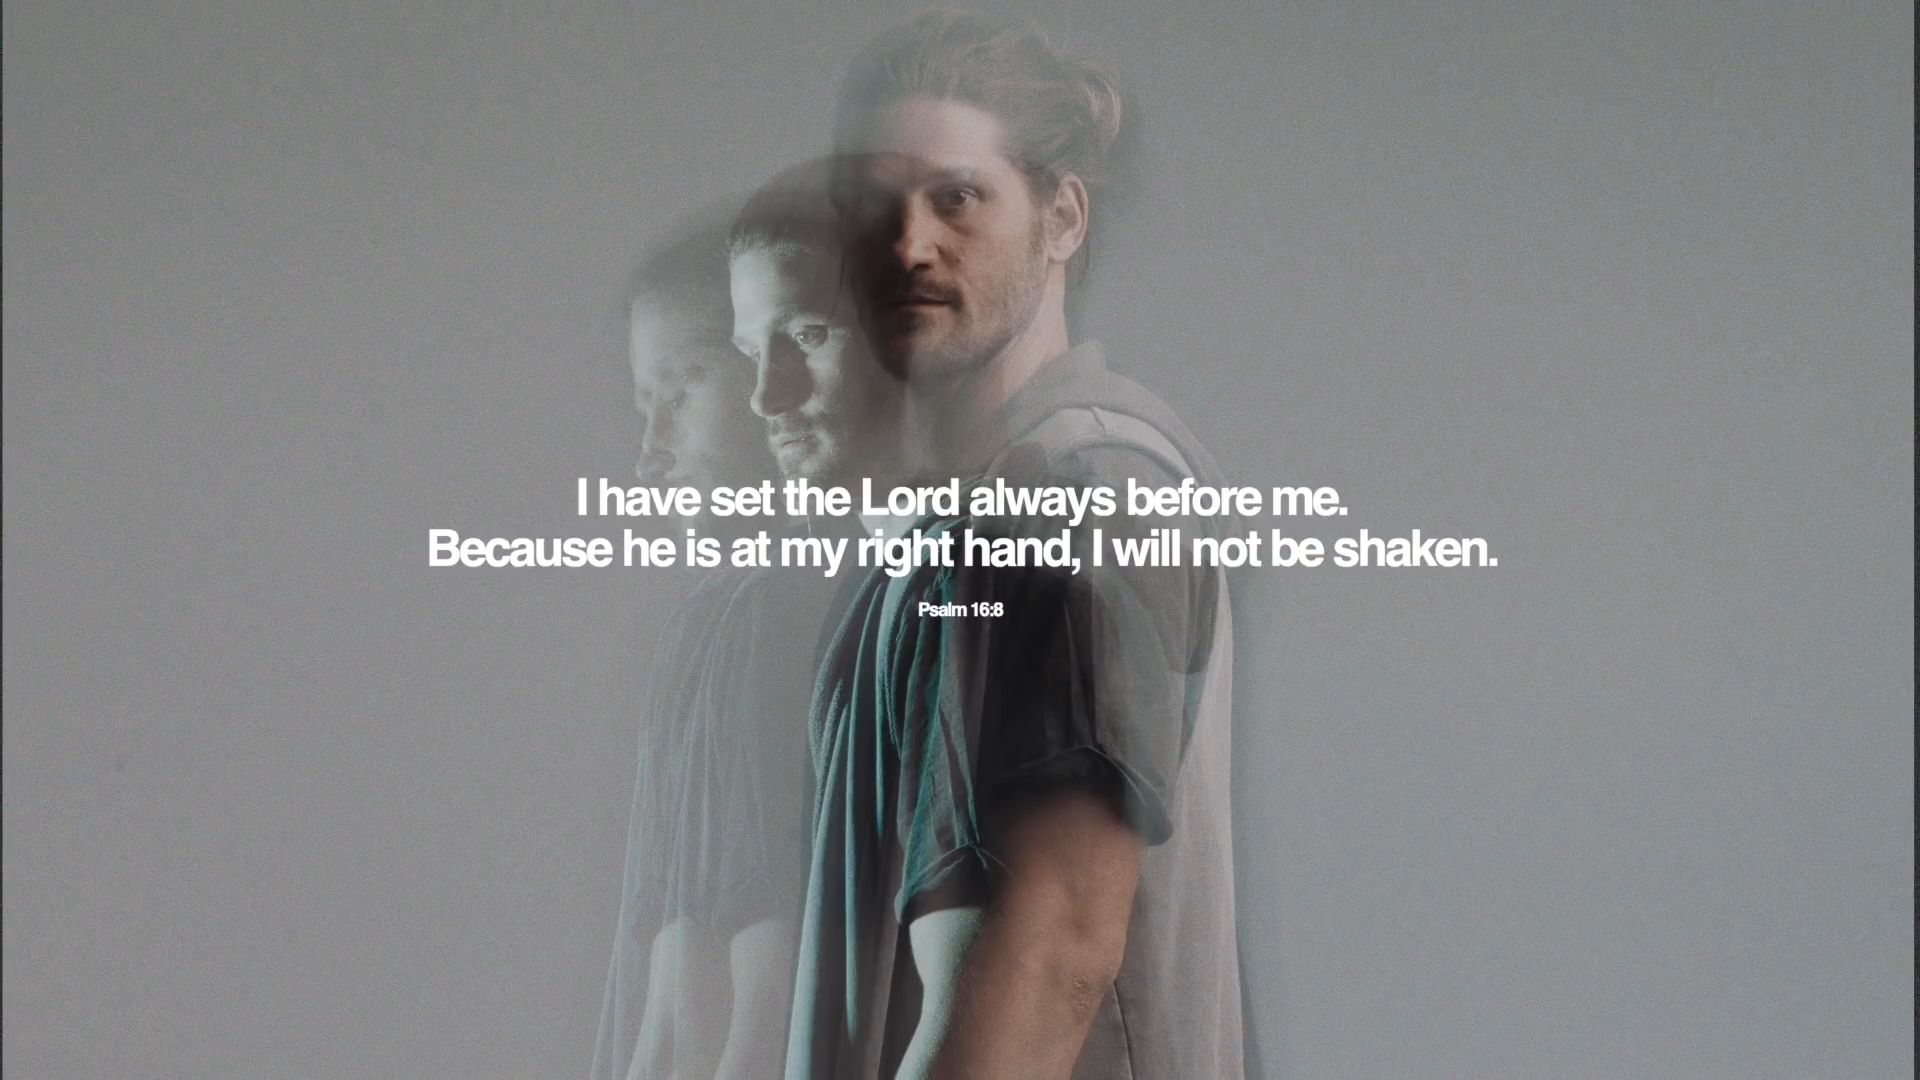 I have set the Lord always before me.
Because he is at my right hand, I will not be shaken.
Psalm 16:8